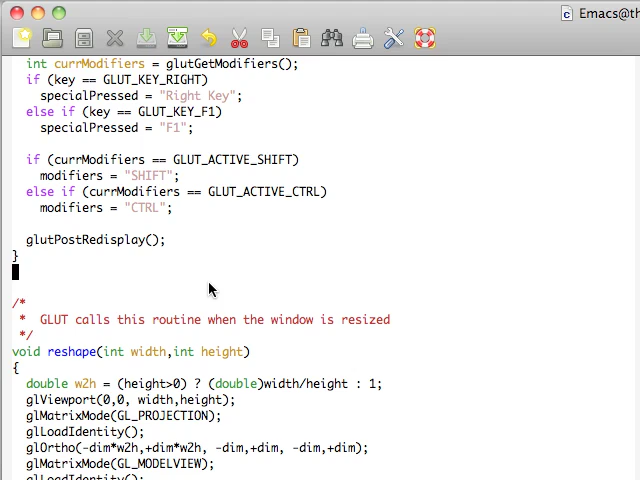 Emacs@th
int currModifiers = glutGetModifiers();
if (key == GLUT_KEY_RIGHT)
specialPressed = "Right Key";
else if (key == GLUT_KEY_F1)
specialPressed = "F1";
if (currModifiers == GLUT_ACTIVE_SHIFT)
modifiers = "SHIFT";
else if (currModifiers == GLUT_ACTIVE_CTRL)
modifiers = "CTRL";
glutPostRedisplay();
}
/*
* GLUT calls this routine when the window is resized
*/
void reshape(int width,int height)
{
double w2h = (height>0) ? (double)width/height : 1;
glViewport(0,0, width,height);
glMatrixMode(GL_PROJECTION);
glLoadIdentity();
glOrtho(-dim*w2h,+dim*w2h, -dim,+dim, -dim,+dim);
glMatrixMode(GL_MODELVIEW);
glLoadIdentity();